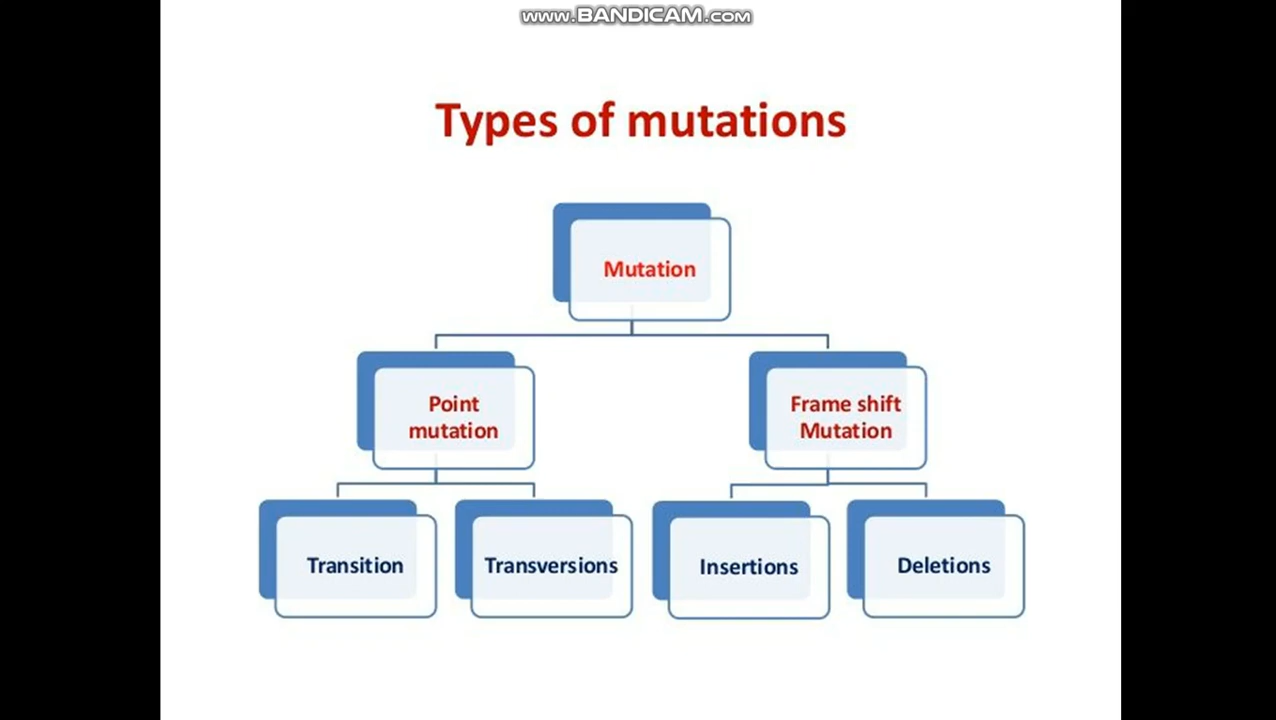 www.BANDICAM.com
Types of mutations
Mutation
Point
mutation
Frame shift
Mutation
Transition
Transversions
Insertions
Deletions